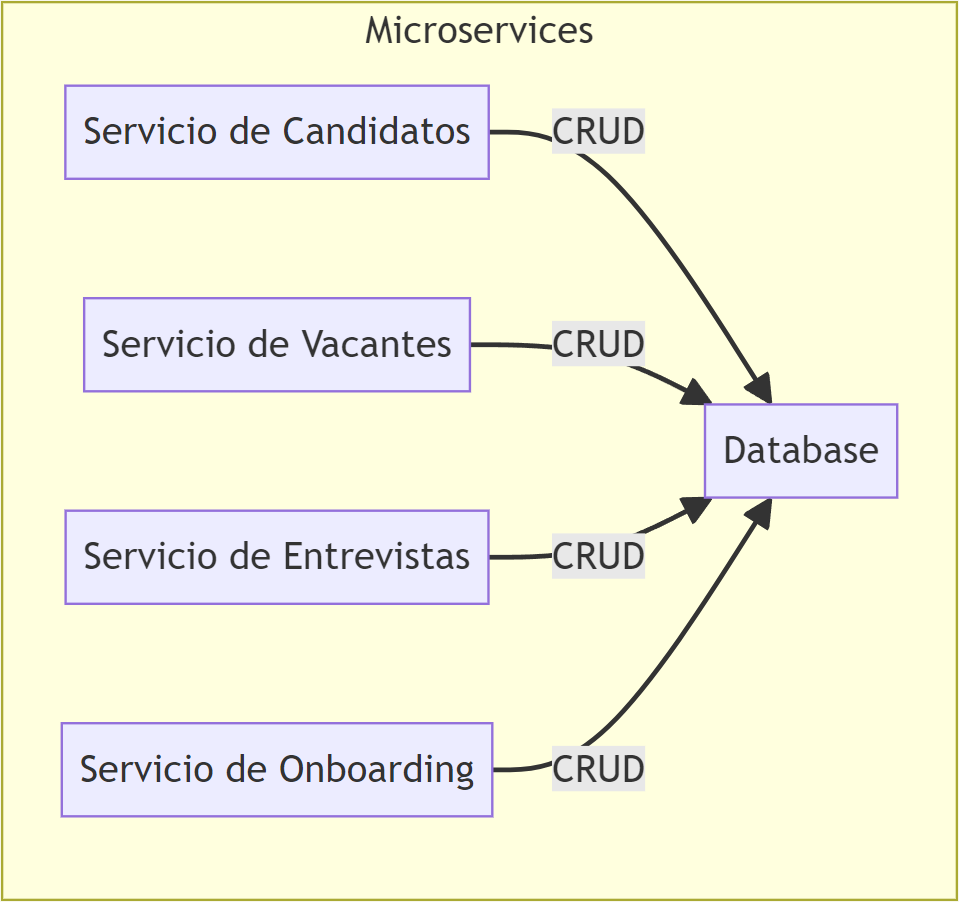 Microservices
Servicio de Candidatos
CRUD
Servicio de Vacantes
CRUD
Database
Servicio de Entrevistas
CRUD
Servicio de Onboarding
CRUD